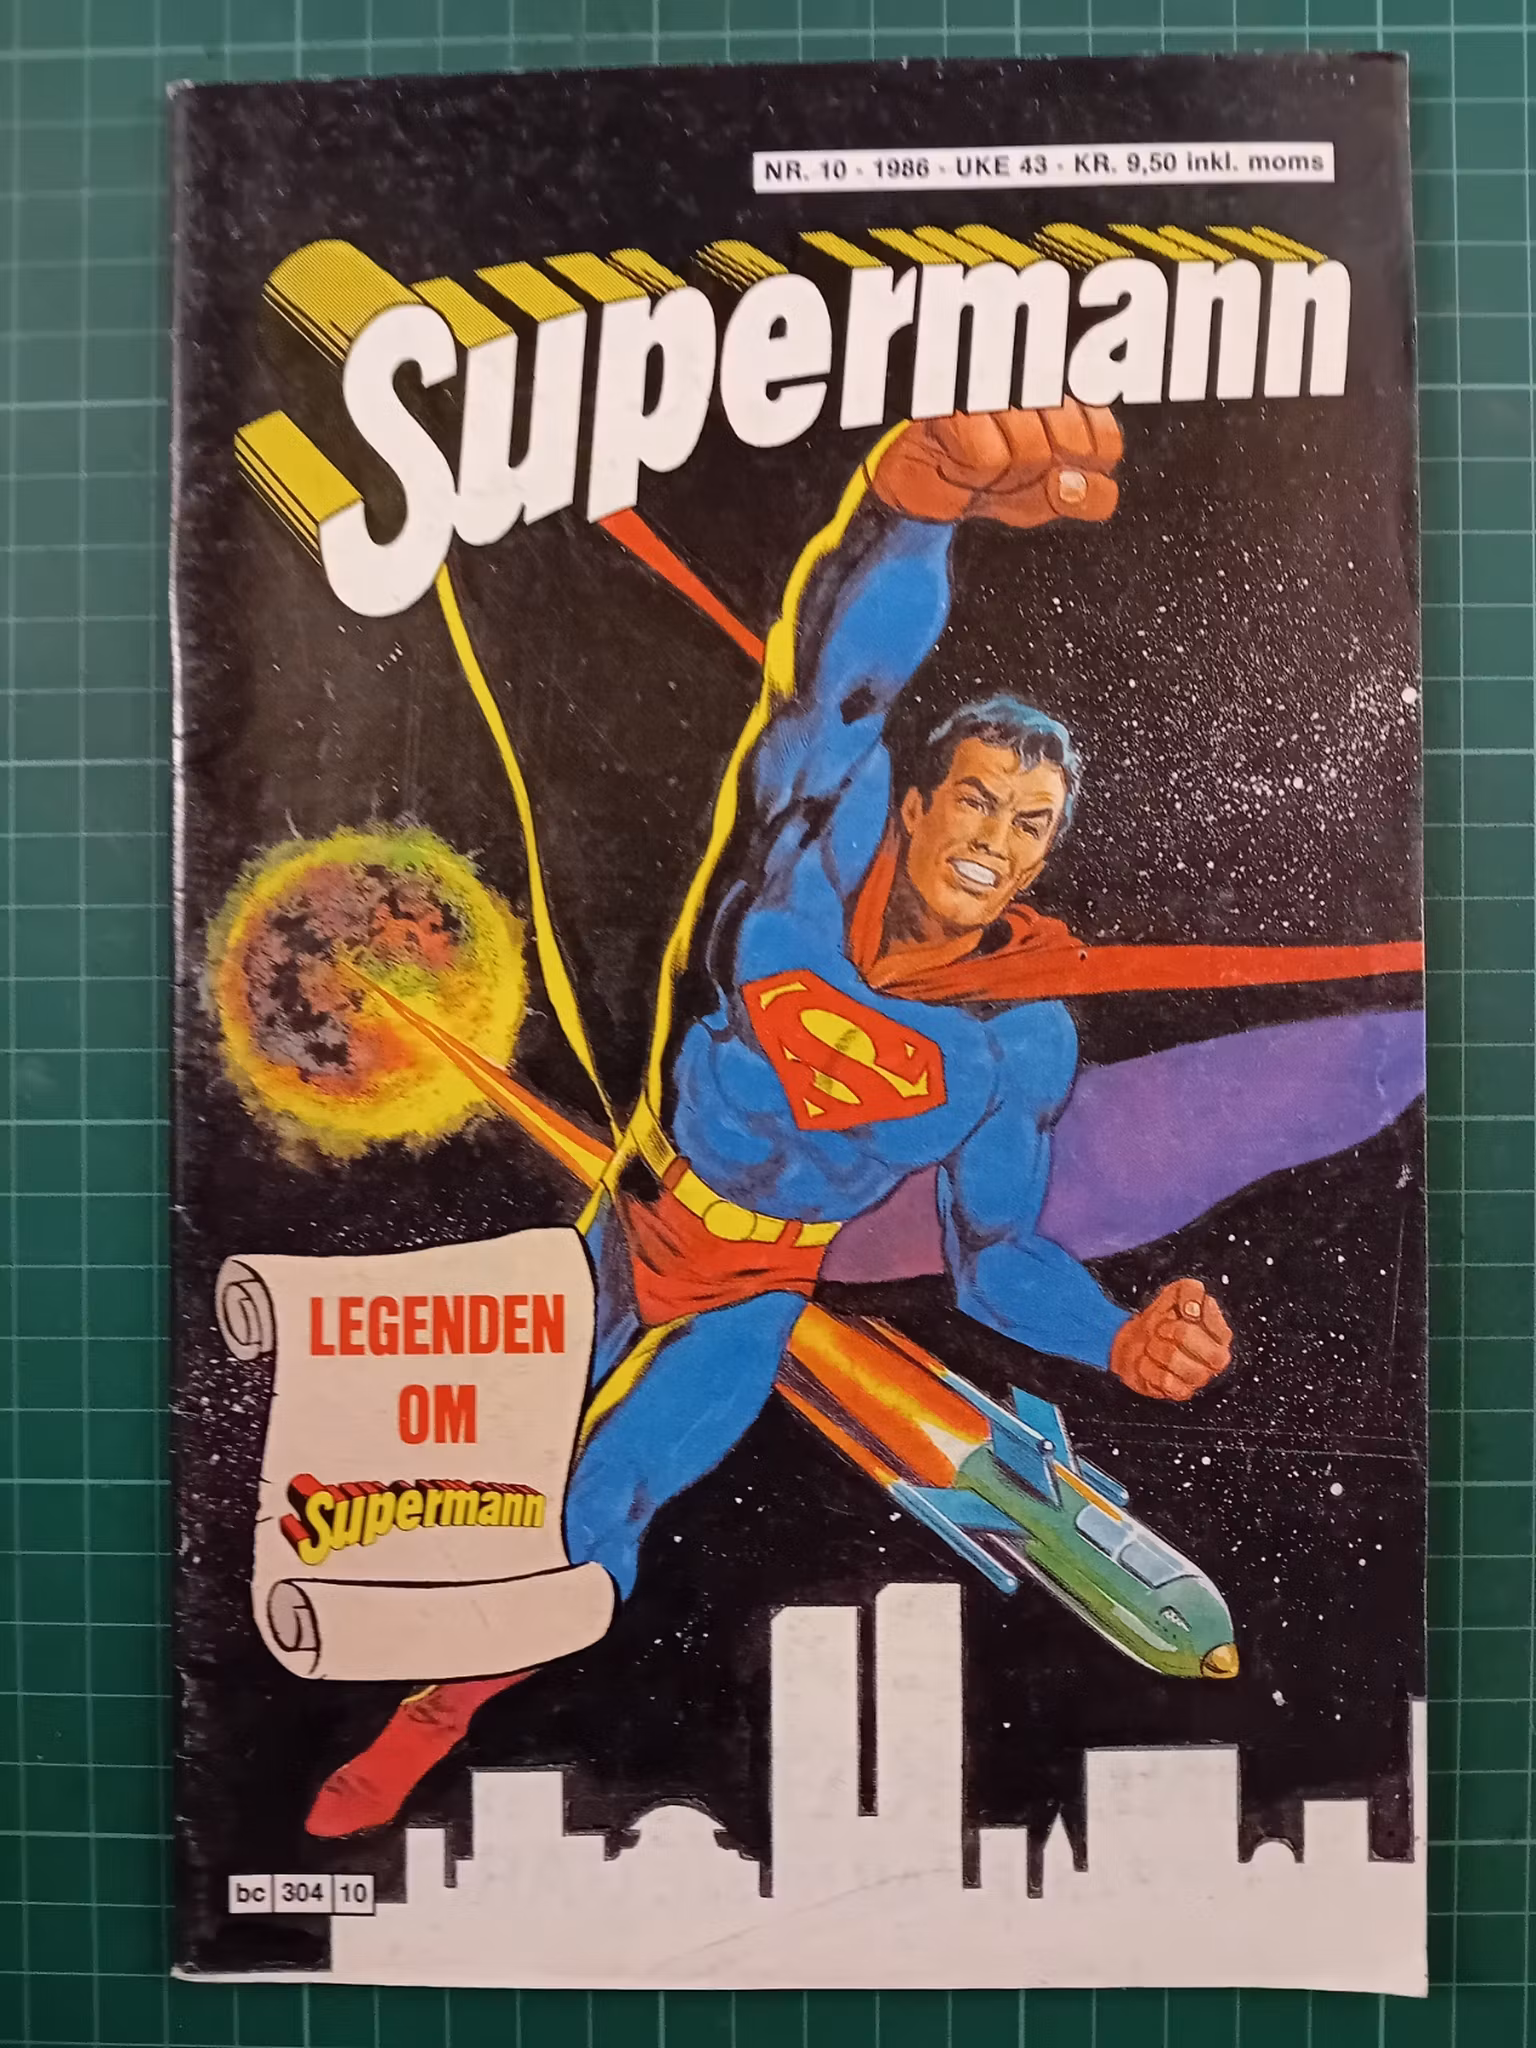 NR. 10 - 1986 - UKE 43 - KR. 9,50 inkl. moms
Supermann
S
LEGENDEN
OM
Supermann
bc 304 10